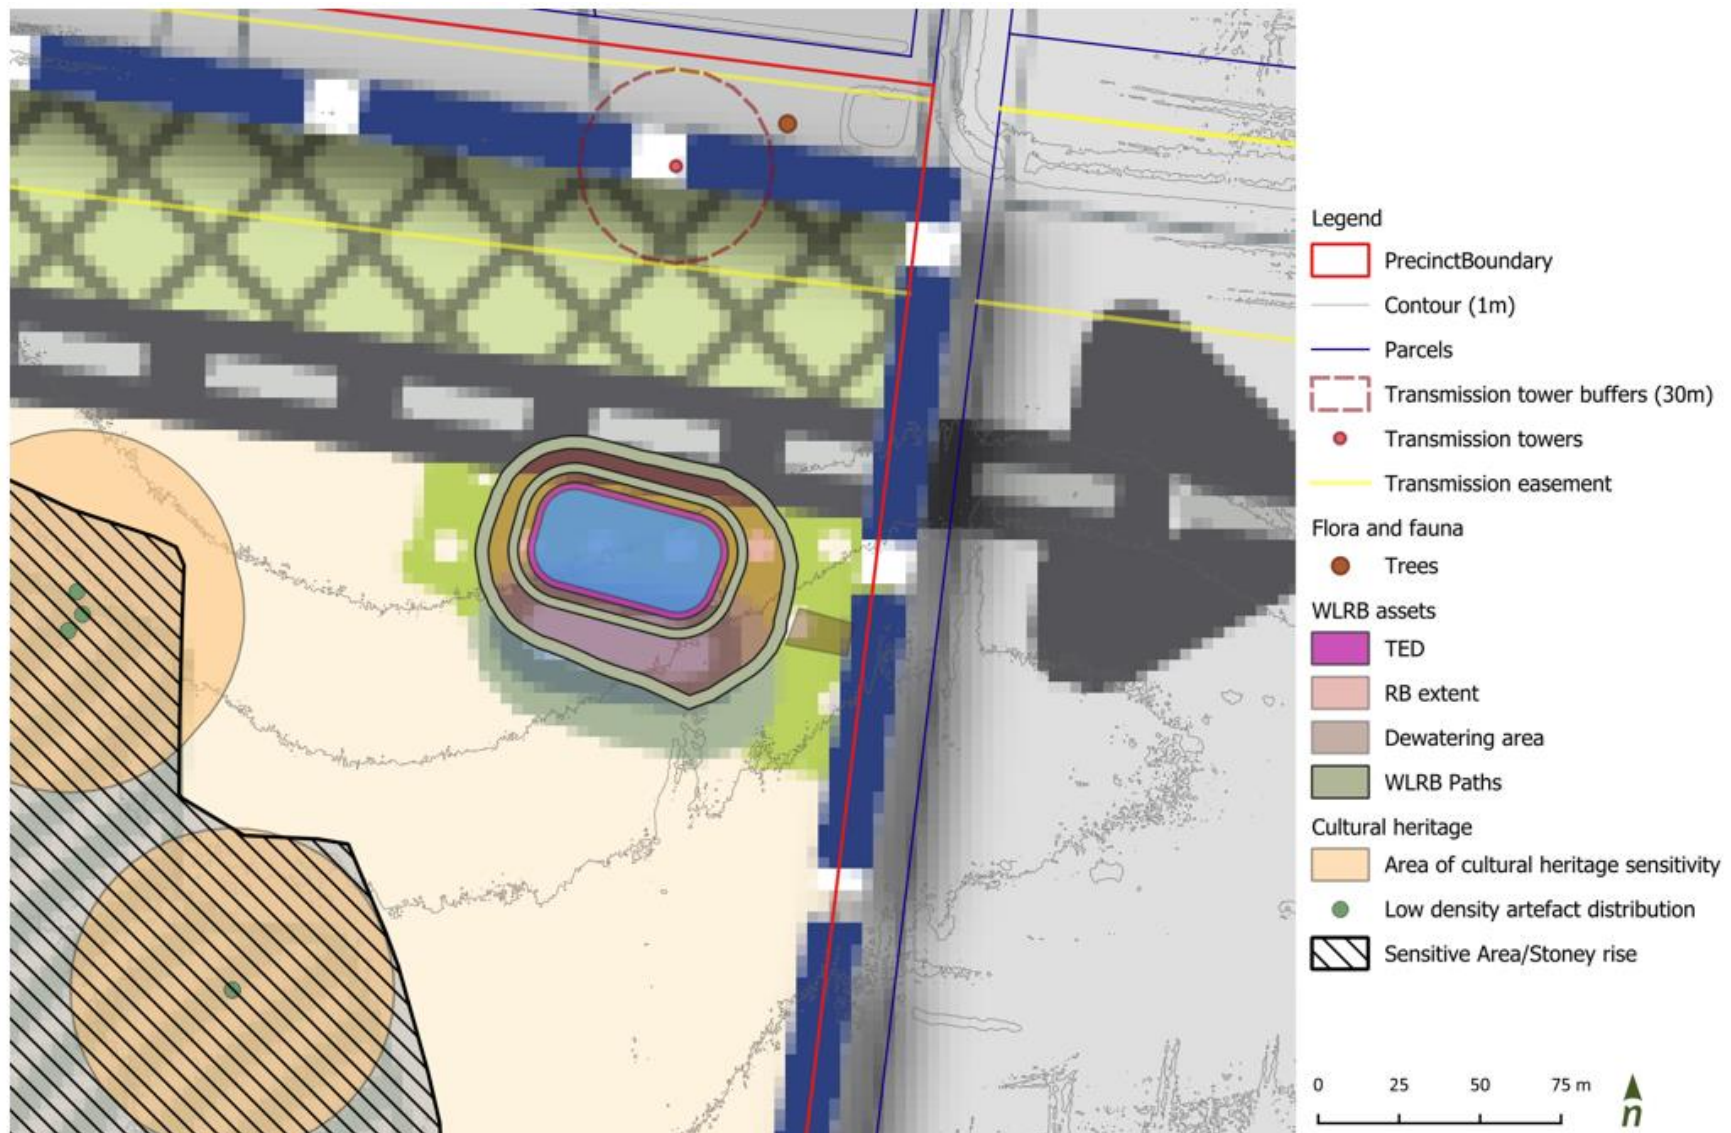 Legend
PrecinctBoundary
Contour (1m)
Parcels
Transmission tower buffers (30m)
Transmission towers
Transmission easement
Flora and fauna
Trees
WLRB assets
TED
RB extent
Dewatering area
WLRB Paths
Cultural heritage
Area of cultural heritage sensitivity
Low density artefact distribution
Sensitive Area/Stoney rise
0 25 50 75 m
n